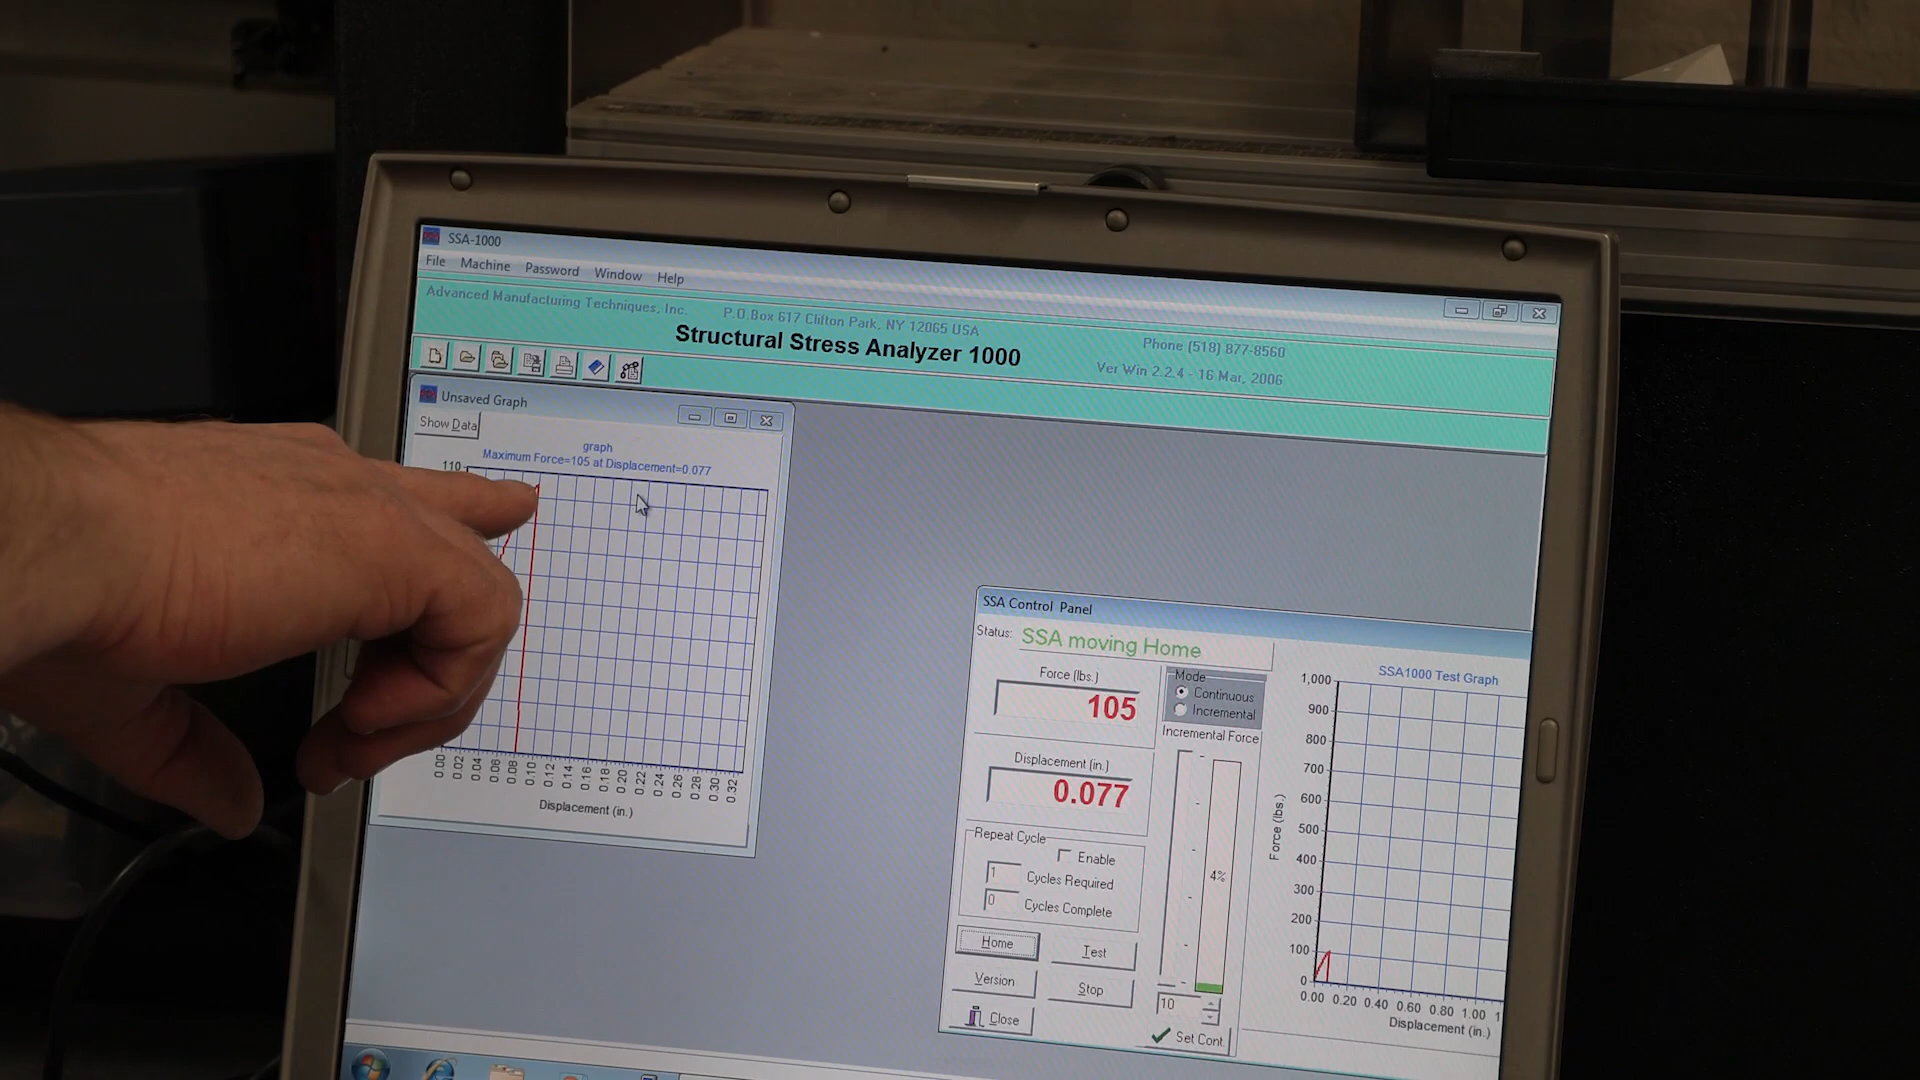 SSA-1000
File Machine Password Window Help
Advanced Manufacturing Techniques, Inc. P.O.Box 617 Clifton Park, NY 12065 USA Phone (518) 877-8560
Structural Stress Analyzer 1000 Ver Win 2.2.4 - 16 Mar, 2006
Unsaved Graph
Show Data
graph
Maximum Force=105 at Displacement=0.077
110
0.00 0.02 0.04 0.06 0.08 0.10 0.12 0.14 0.16 0.18 0.20 0.22 0.24 0.26 0.28 0.30 0.32
Displacement (in.)
SSA Control Panel
Status: SSA moving Home
Force (lbs.)
105
Displacement (in.)
0.077
Repeat Cycle
Enable
1 Cycles Required
0 Cycles Complete
Home Test
Version Stop
Close
Mode
Continuous
Incremental
Incremental Force
4%
10
Set Cont.
SSA1000 Test Graph
1,000
900
800
700
600
500
400
300
200
100
0
Force (lbs.)
0.00 0.20 0.40 0.60 0.80 1.00 1
Displacement (in.)